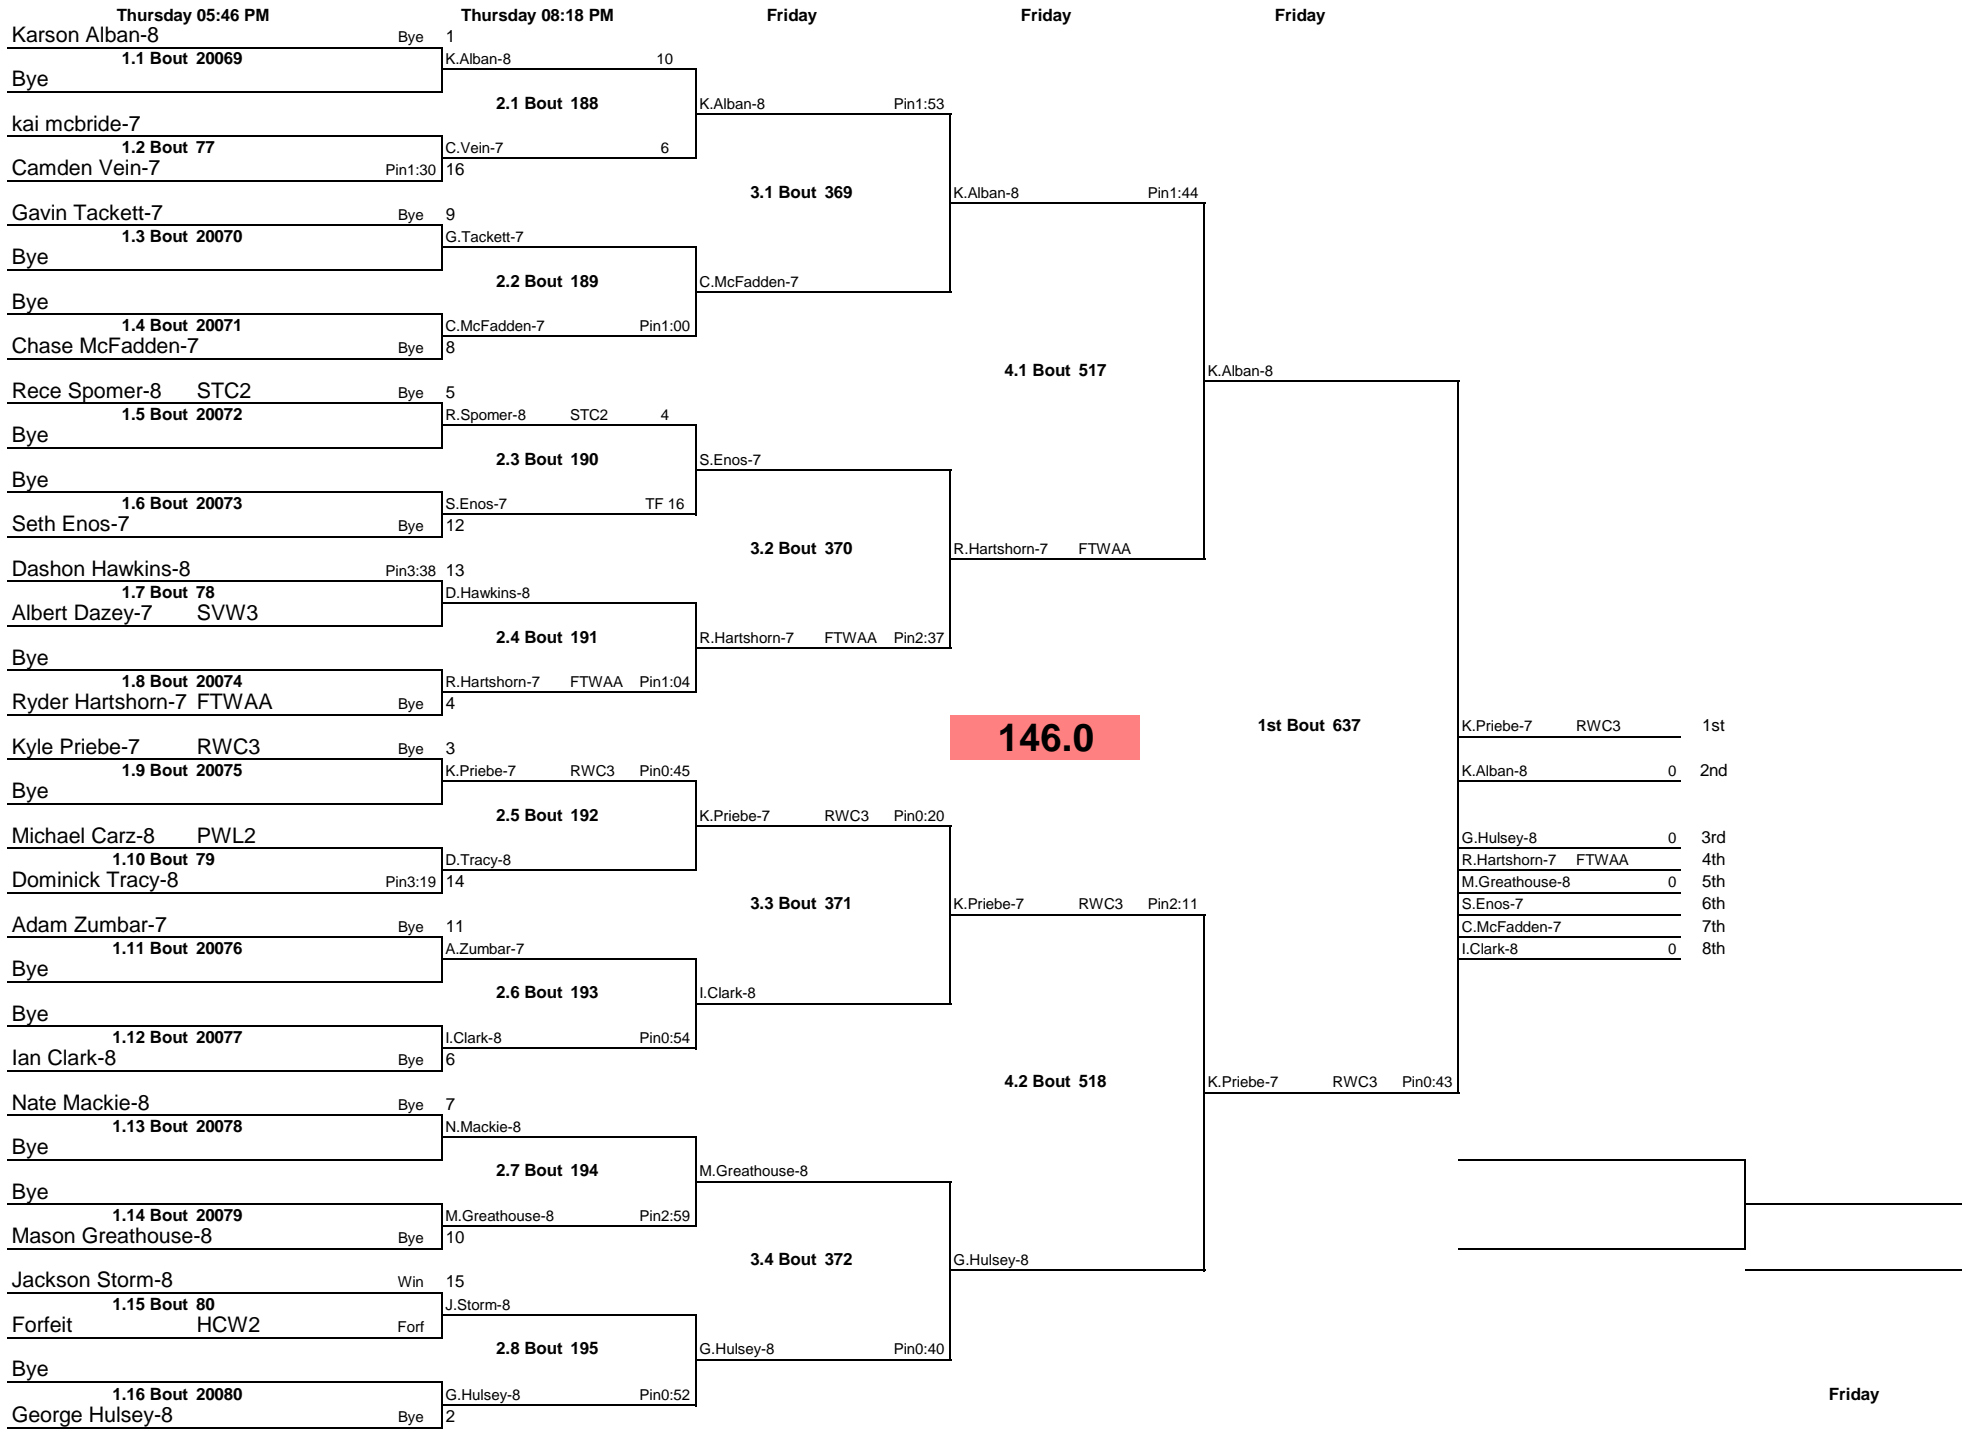 Thursday 05:46 PM Thursday 08:18 PM Friday Friday Friday
Karson Alban-8 Bye 1
1.1 Bout 20069 K.Alban-8 10
Bye
2.1 Bout 188 K.Alban-8 Pin1:53
kai mcbride-7
1.2 Bout 77 C.Vein-7 6
Camden Vein-7 Pin1:30 16
3.1 Bout 369 K.Alban-8 Pin1:44
Gavin Tackett-7 Bye 9
1.3 Bout 20070 G.Tackett-7
Bye
2.2 Bout 189 C.McFadden-7
Bye
1.4 Bout 20071 C.McFadden-7 Pin1:00
Chase McFadden-7 Bye 8
4.1 Bout 517 K.Alban-8
Rece Spomer-8 STC2 Bye 5
1.5 Bout 20072 R.Spomer-8 STC2 4
Bye
2.3 Bout 190 S.Enos-7
Bye
1.6 Bout 20073 S.Enos-7 TF 16
Seth Enos-7 Bye 12
3.2 Bout 370 R.Hartshorn-7 FTWAA
Dashon Hawkins-8 Pin3:38 13
1.7 Bout 78 D.Hawkins-8
Albert Dazey-7 SVW3
2.4 Bout 191 R.Hartshorn-7 FTWAA Pin2:37
Bye
1.8 Bout 20074 R.Hartshorn-7 FTWAA Pin1:04
Ryder Hartshorn-7 FTWAA Bye 4
146.0 1st Bout 637 K.Priebe-7 RWC3 1st
Kyle Priebe-7 RWC3 Bye 3
1.9 Bout 20075 K.Priebe-7 RWC3 Pin0:45 K.Alban-8 0 2nd
Bye
2.5 Bout 192 K.Priebe-7 RWC3 Pin0:20
Michael Carz-8 PWL2 G.Hulsey-8 0 3rd
1.10 Bout 79 D.Tracy-8 R.Hartshorn-7 FTWAA 4th
Dominick Tracy-8 Pin3:19 14 M.Greathouse-8 0 5th
3.3 Bout 371 K.Priebe-7 RWC3 Pin2:11 S.Enos-7 6th
Adam Zumbar-7 Bye 11 C.McFadden-7 7th
1.11 Bout 20076 A.Zumbar-7 I.Clark-8 0 8th
Bye
2.6 Bout 193 I.Clark-8
Bye
1.12 Bout 20077 I.Clark-8 Pin0:54
Ian Clark-8 Bye 6
4.2 Bout 518 K.Priebe-7 RWC3 Pin0:43
Nate Mackie-8 Bye 7
1.13 Bout 20078 N.Mackie-8
Bye
2.7 Bout 194 M.Greathouse-8
Bye
1.14 Bout 20079 M.Greathouse-8 Pin2:59
Mason Greathouse-8 Bye 10
3.4 Bout 372 G.Hulsey-8
Jackson Storm-8 Win 15
1.15 Bout 80 J.Storm-8
Forfeit HCW2 Forf
2.8 Bout 195 G.Hulsey-8 Pin0:40
Bye
1.16 Bout 20080 G.Hulsey-8 Pin0:52 Friday
George Hulsey-8 Bye 2